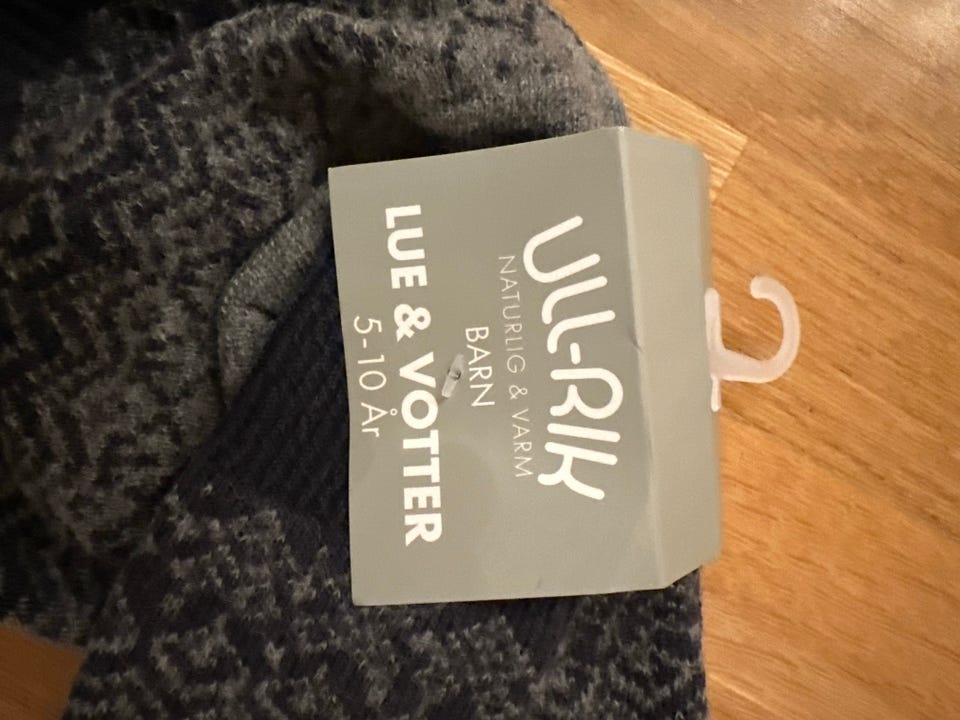 ULL-RIK
NATURLIG & VARM
BARN
LUE & VOTTER
5-10 År